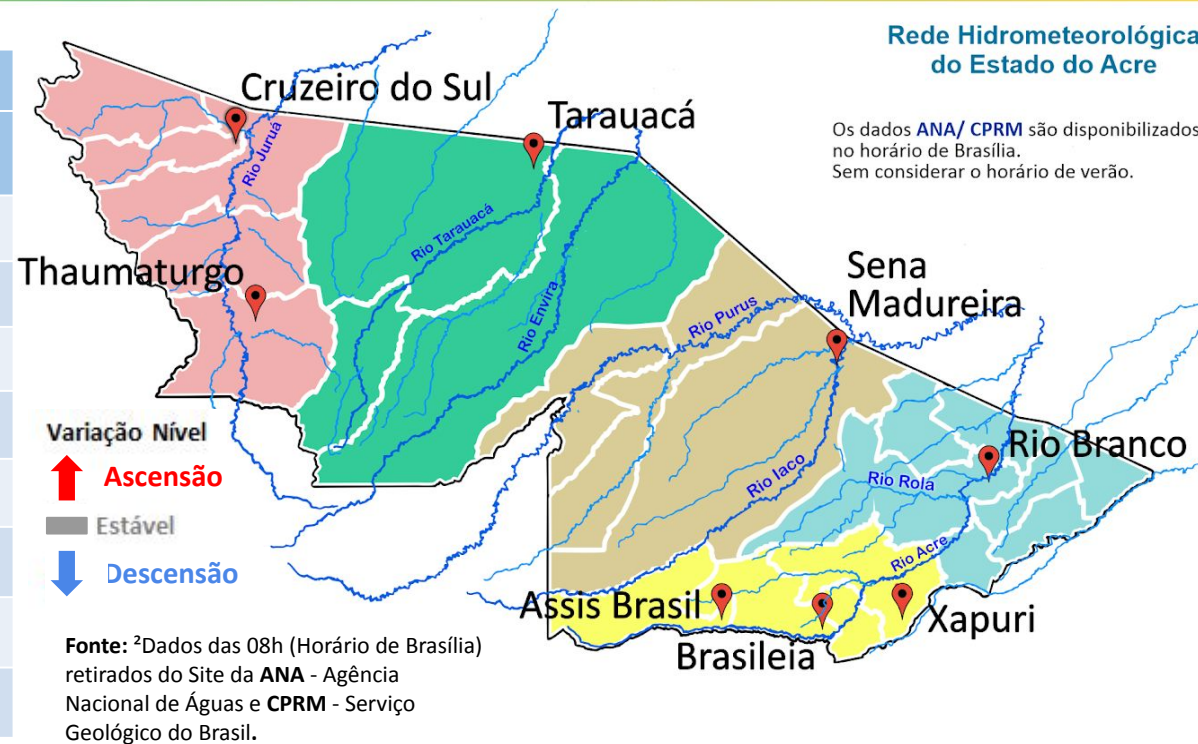 Rede Hidrometeorológica
do Estado do Acre
Os dados ANA/ CPRM são disponibilizados
no horário de Brasília.
Sem considerar o horário de verão.
Cruzeiro do Sul
Tarauacá
Rio Juruá
Rio Tarauacá
Thaumaturgo
Rio Envira
Sena
Madureira
Rio Purus
Variação Nível
Ascensão
Estável
Descensão
Rio Branco
Rio Iaco
Rio Rola
Rio Acre
Assis Brasil
Xapuri
Brasileia
Fonte: ²Dados das 08h (Horário de Brasília)
retirados do Site da ANA - Agência
Nacional de Águas e CPRM - Serviço
Geológico do Brasil.